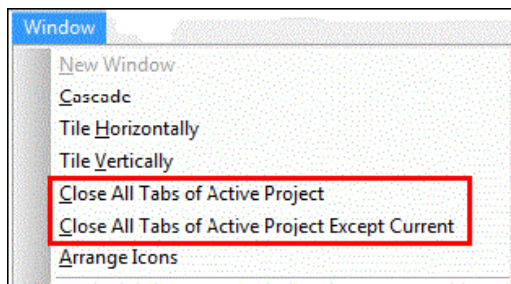 Window
New Window
Cascade
Tile Horizontally
Tile Vertically
Close All Tabs of Active Project
Close All Tabs of Active Project Except Current
Arrange Icons